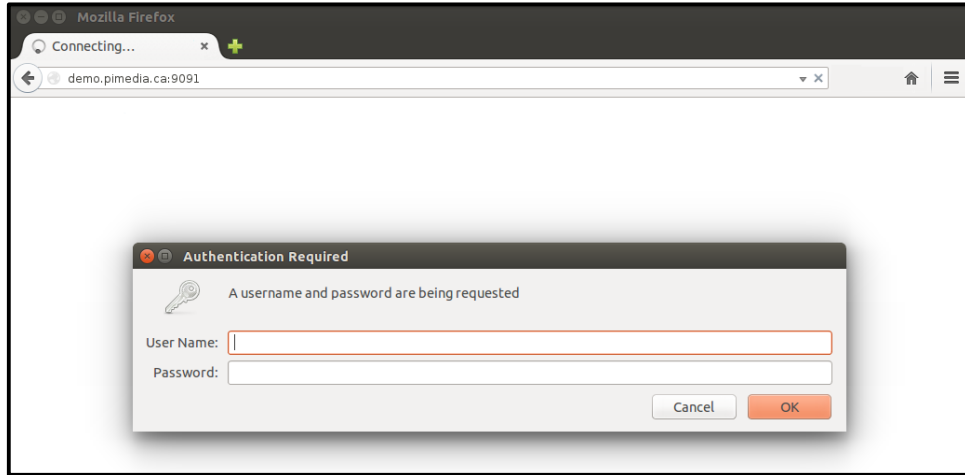 Mozilla Firefox
Connecting...
demo.pimedia.ca:9091
Authentication Required
A username and password are being requested
User Name:
Password:
Cancel OK